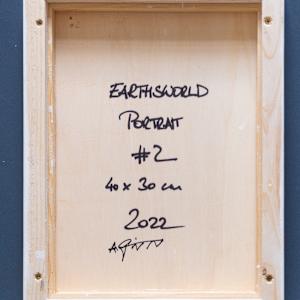 EARTHSWORLD
PORTRAIT
#2
40 x 30 cm
2022